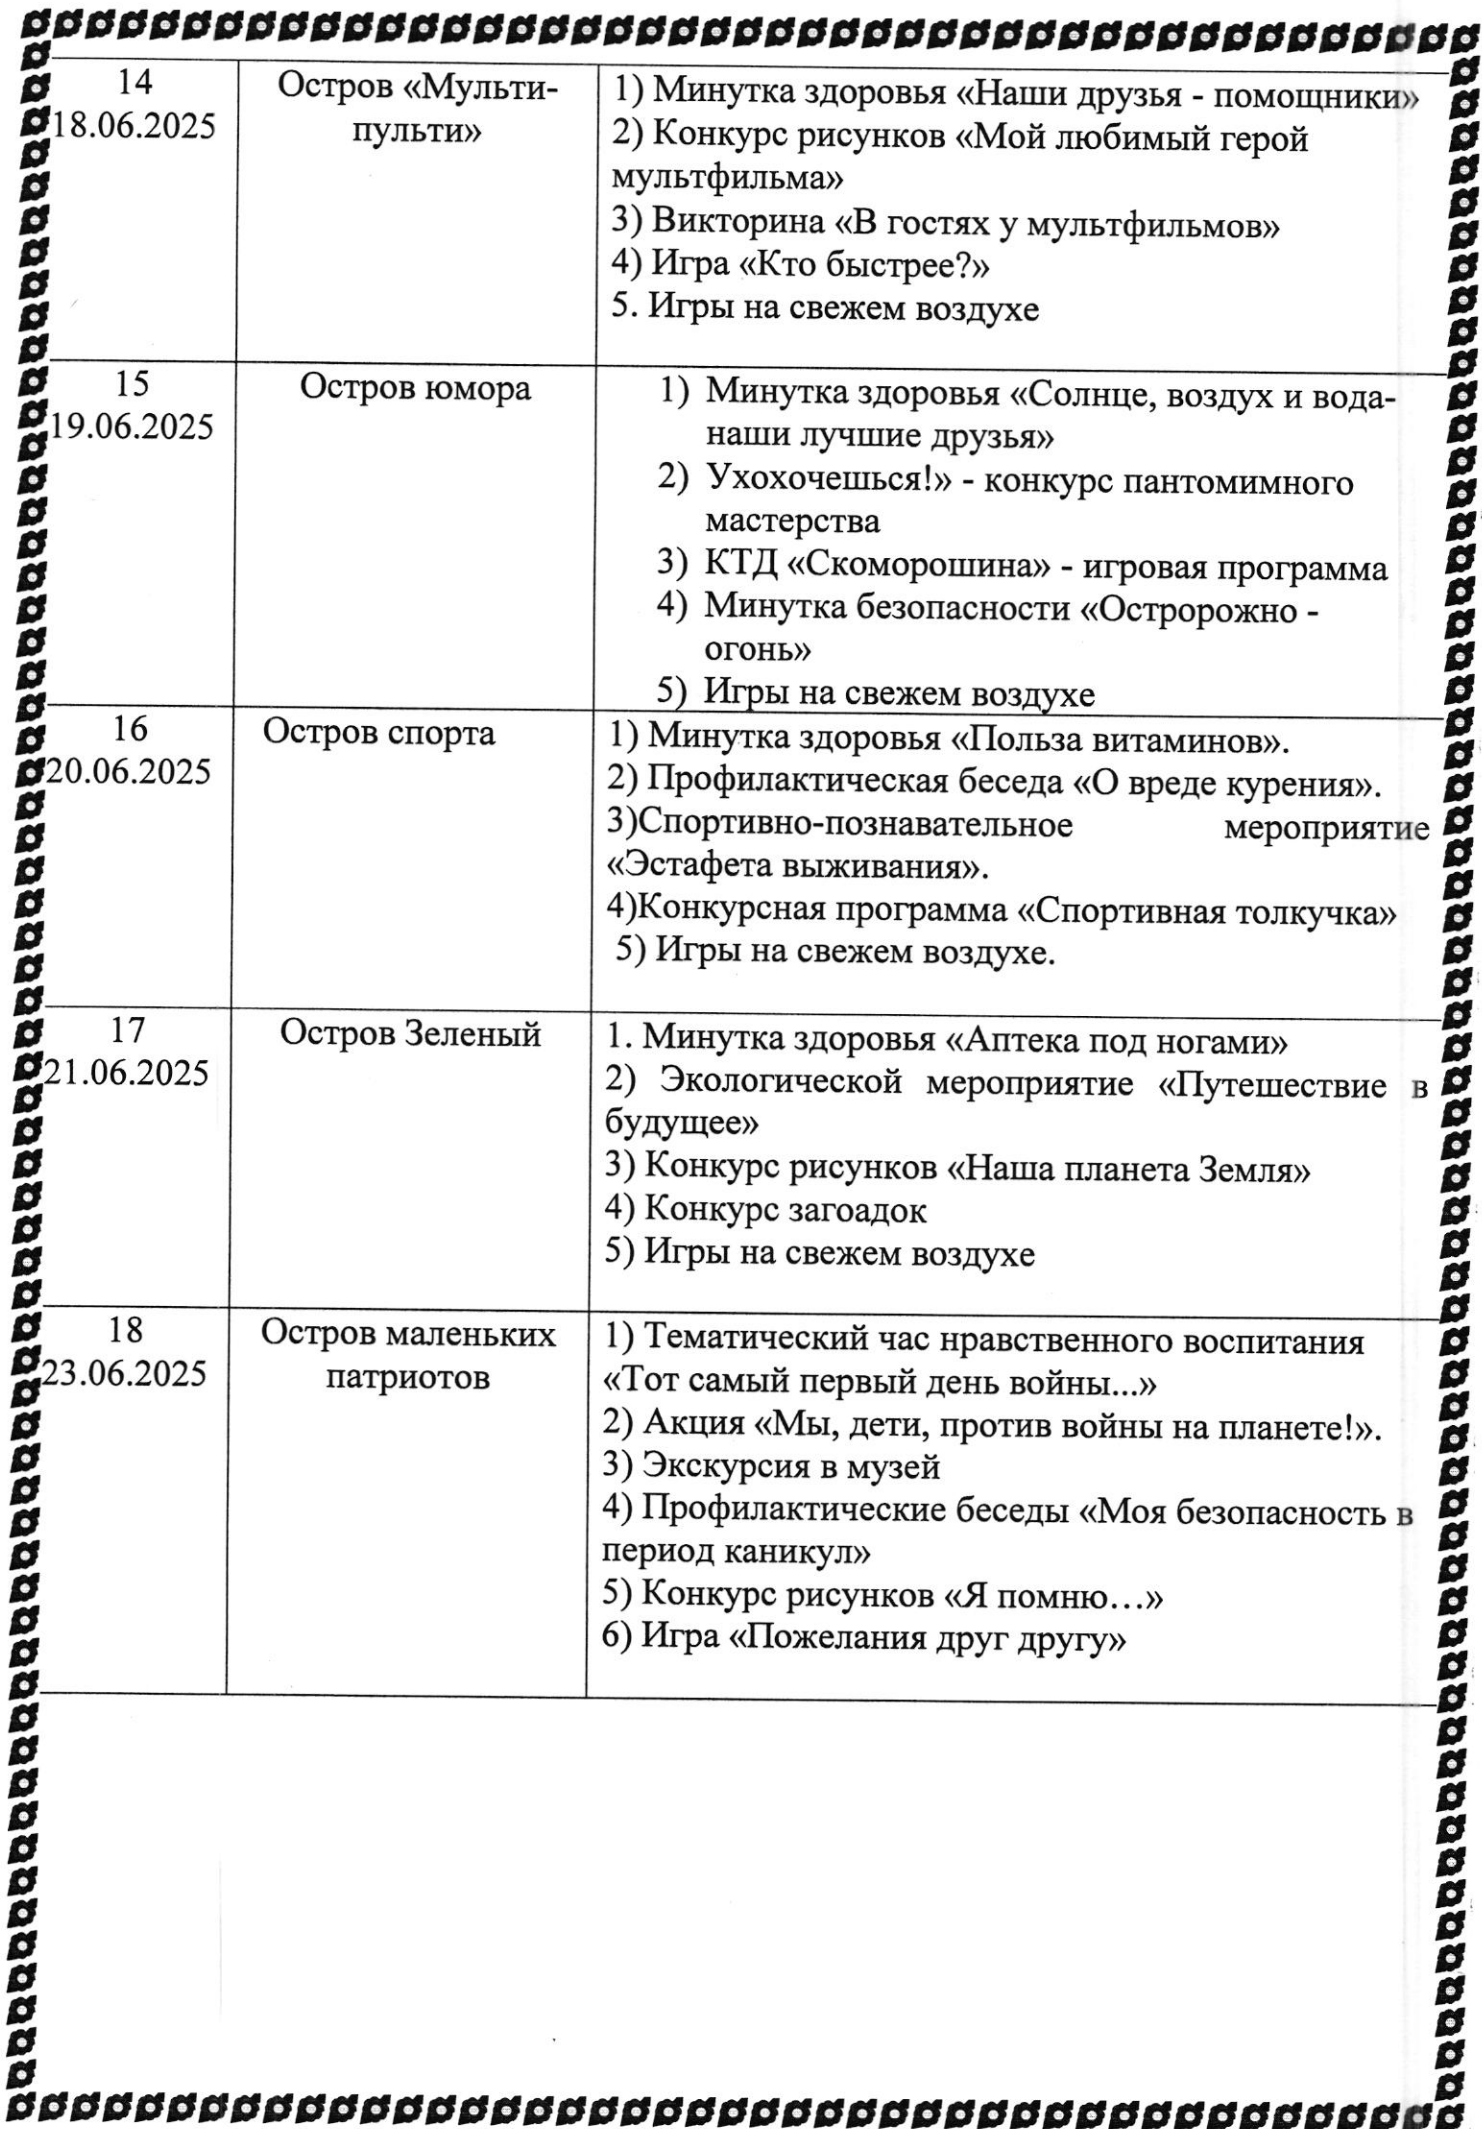 14
18.06.2025
Остров «Мульти-
пульти»
1) Минутка здоровья «Наши друзья - помощники»
2) Конкурс рисунков «Мой любимый герой
мультфильма»
3) Викторина «В гостях у мультфильмов»
4) Игра «Кто быстрее?»
5. Игры на свежем воздухе
15
19.06.2025
Остров юмора
1) Минутка здоровья «Солнце, воздух и вода-
наши лучшие друзья»
2) Ухохочешься!» - конкурс пантомимного
мастерства
3) КТД «Скоморошина» - игровая программа
4) Минутка безопасности «Остророжно -
огонь»
5) Игры на свежем воздухе
16
20.06.2025
Остров спорта
1) Минутка здоровья «Польза витаминов».
2) Профилактическая беседа «О вреде курения».
3)Спортивно-познавательное мероприятие
«Эстафета выживания».
4)Конкурсная программа «Спортивная толкучка»
5) Игры на свежем воздухе.
17
21.06.2025
Остров Зеленый
1. Минутка здоровья «Аптека под ногами»
2) Экологической мероприятие «Путешествие в
будущее»
3) Конкурс рисунков «Наша планета Земля»
4) Конкурс загоадок
5) Игры на свежем воздухе
18
23.06.2025
Остров маленьких
патриотов
1) Тематический час нравственного воспитания
«Тот самый первый день войны...»
2) Акция «Мы, дети, против войны на планете!».
3) Экскурсия в музей
4) Профилактические беседы «Моя безопасность в
период каникул»
5) Конкурс рисунков «Я помню…»
6) Игра «Пожелания друг другу»